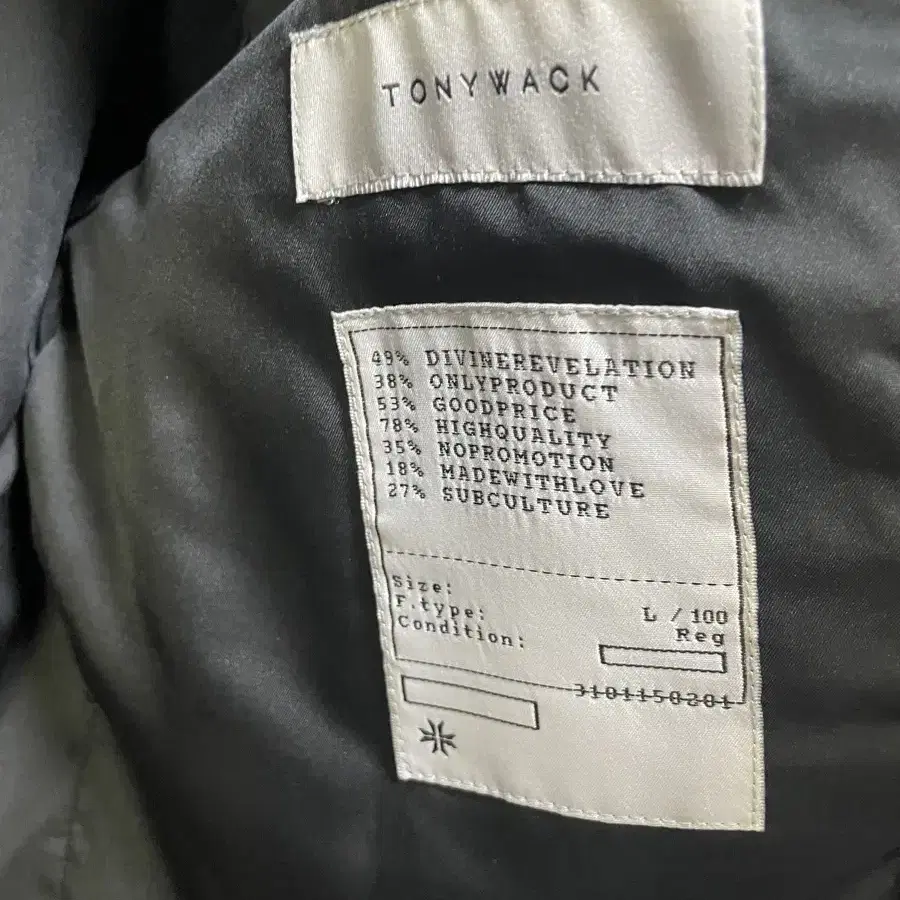 TONYWACK
49% DIVINEREVELATION
38% ONLYPRODUCT
53% GOODPRICE
78% HIGHQUALITY
35% NOPROMOTION
18% MADEWITHLOVE
27% SUBCULTURE
Size: L / 100
F.type: Reg
Condition:
3101150201